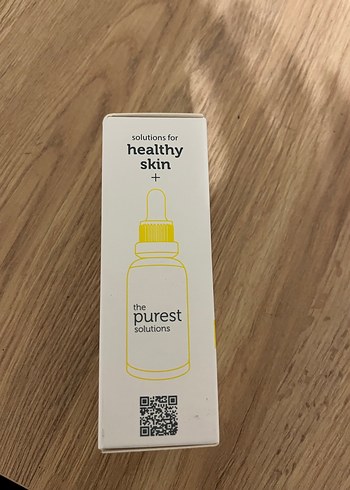 solutions for
healthy
skin
+
the
purest
solutions